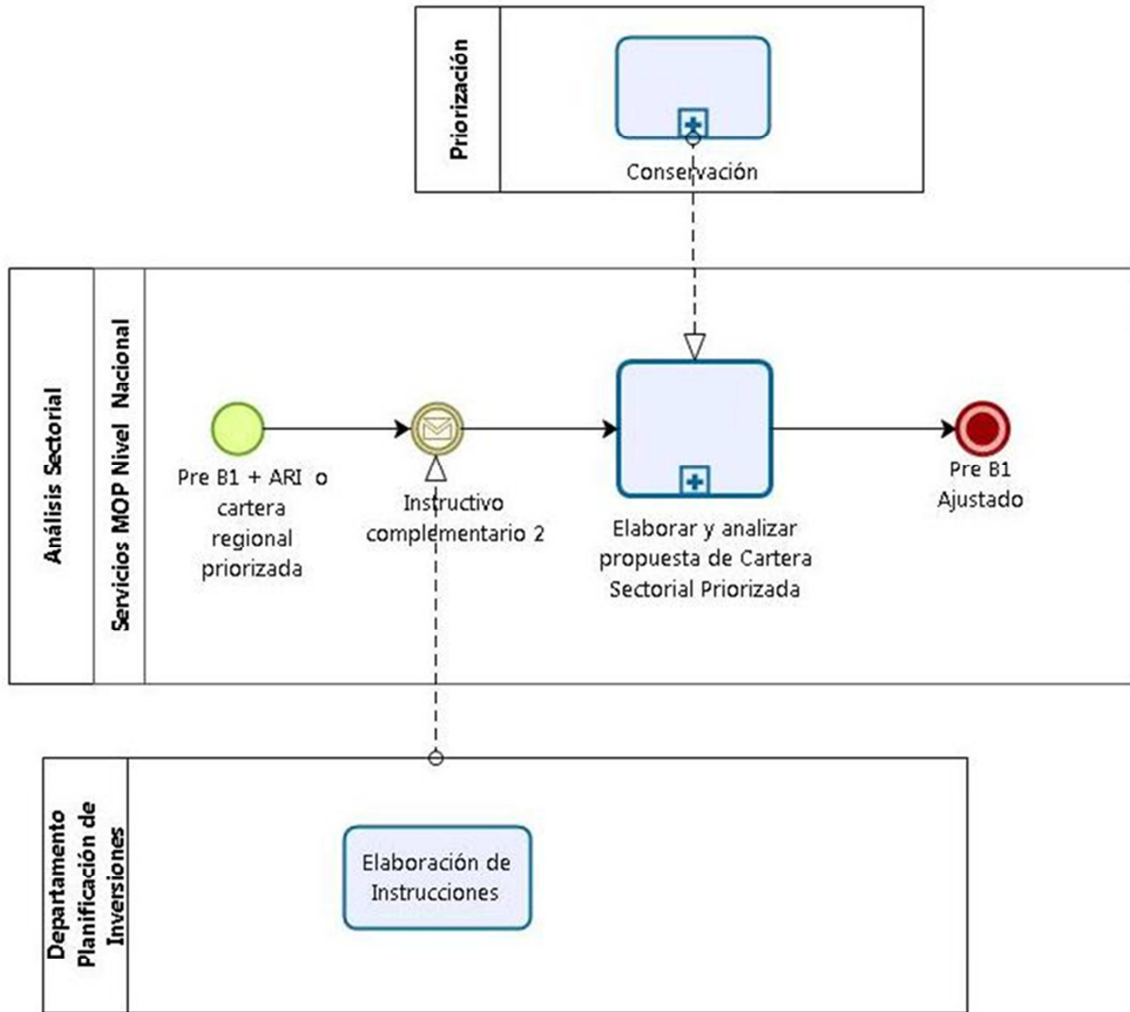 Priorización
Conservación
Análisis Sectorial
Servicios MOP Nivel Nacional
Pre B1 + ARI o
cartera
regional
priorizada
Instructivo
complementario 2
Elaborar y analizar
propuesta de Cartera
Sectorial Priorizada
Pre B1
Ajustado
Departamento
Planificación de
Inversiones
Elaboración de
Instrucciones